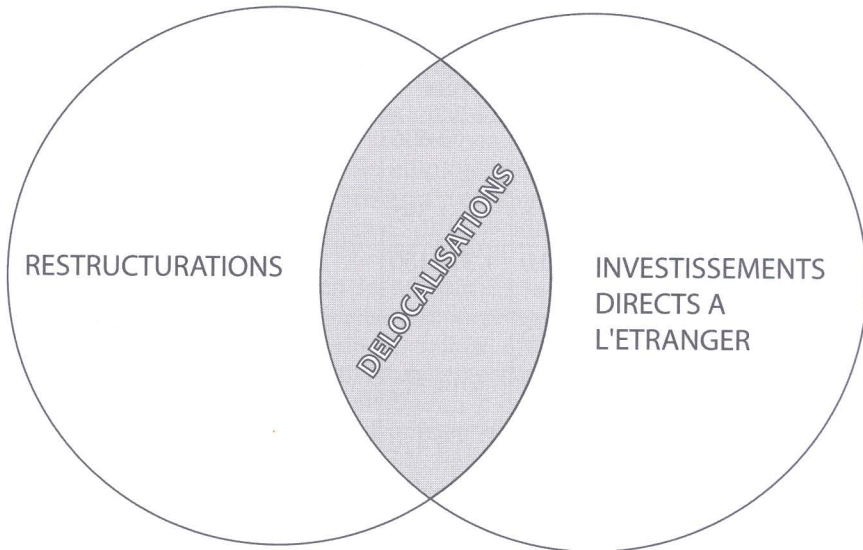 RESTRUCTURATIONS
DELOCALISATIONS
INVESTISSEMENTS
DIRECTS A
L'ETRANGER